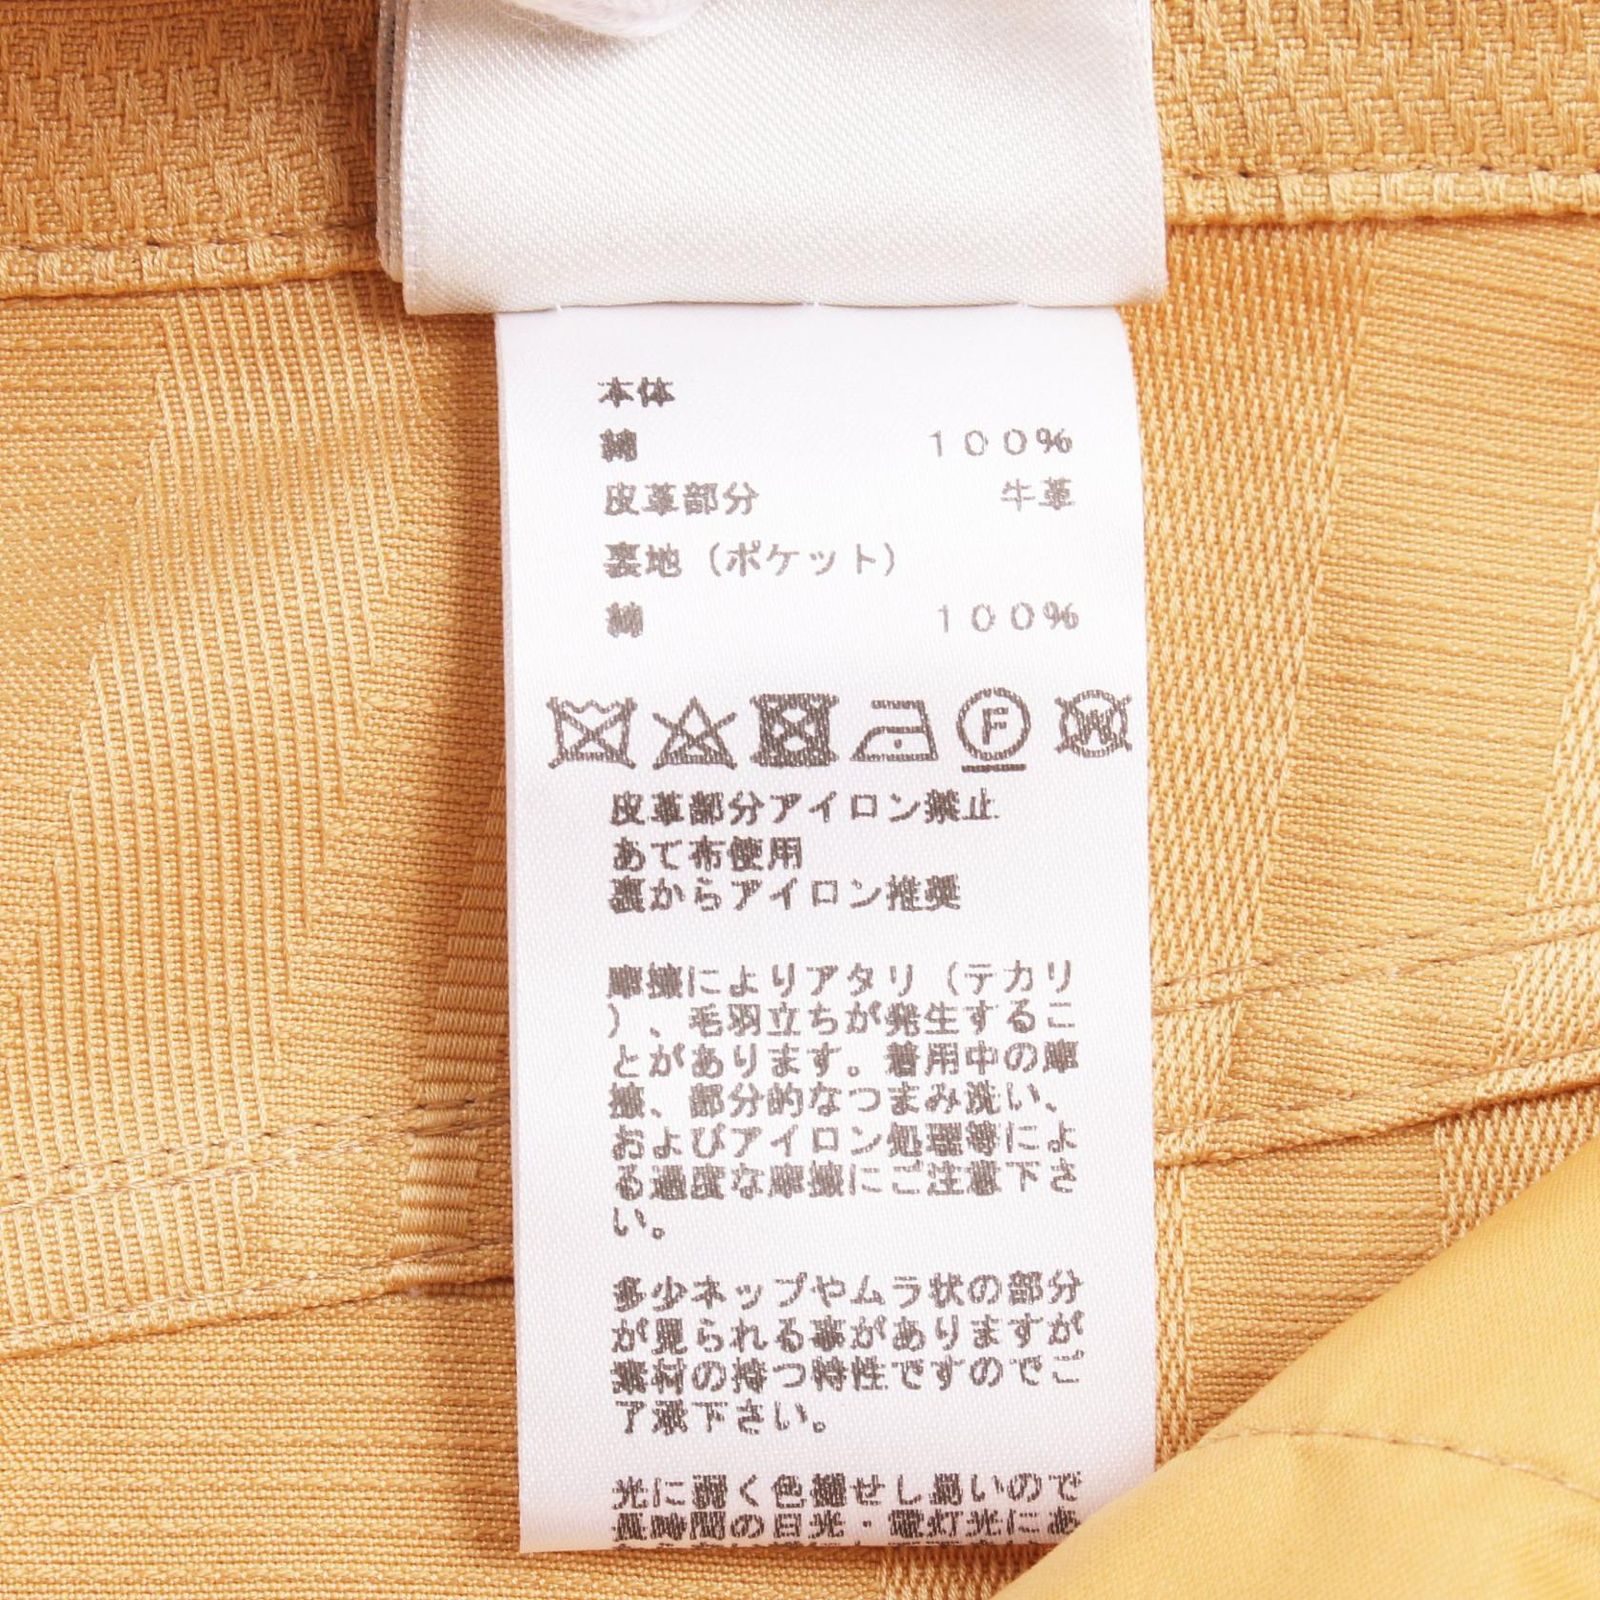 本体
綿 100%
皮革部分 牛革
裏地（ポケット）
綿 100%
F W
皮革部分アイロン禁止
あて布使用
裏からアイロン推奨
摩擦によりアタリ（テカリ
）、毛羽立ちが発生するこ
とがあります。着用中の摩
擦、部分的なつまみ洗い、
およびアイロン処理等によ
る過度な摩擦にご注意下さ
い。
多少ネップやムラ状の部分
が見られる事がありますが
素材の持つ特性ですのでご
了承下さい。
光に弱く色褪せし易いので
長時間の日光・電灯光にあ